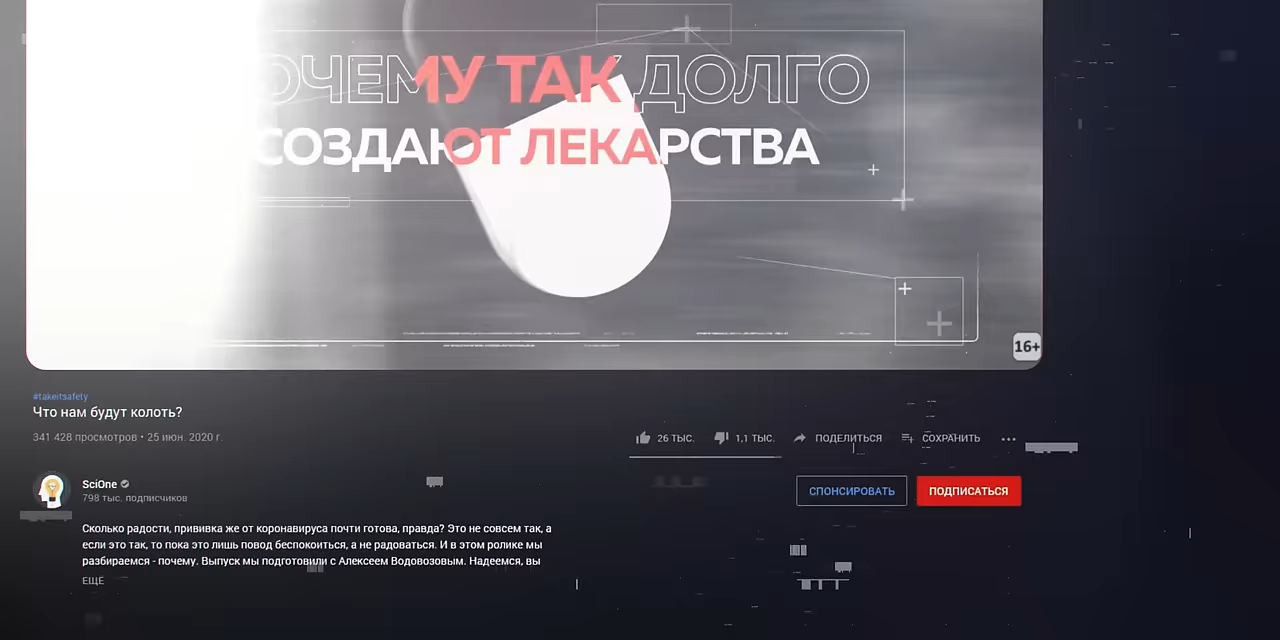 ОЧЕМУ ТАК ДОЛГО
СОЗДАЮТ ЛЕКАРСТВА
16+
#takeitsafety
Что нам будут колоть?
341 428 просмотров • 25 июн. 2020 г.
26 ТЫС. 1,1 ТЫС. ПОДЕЛИТЬСЯ СОХРАНИТЬ
SciOne
798 тыс. подписчиков
СПОНСИРОВАТЬ ПОДПИСАТЬСЯ
Сколько радости, прививка же от коронавируса почти готова, правда? Это не совсем так, а
если это так, то пока это лишь повод беспокоиться, а не радоваться. И в этом ролике мы
разбираемся - почему. Выпуск мы подготовили с Алексеем Водовозовым. Надеемся, вы
ЕЩЁ